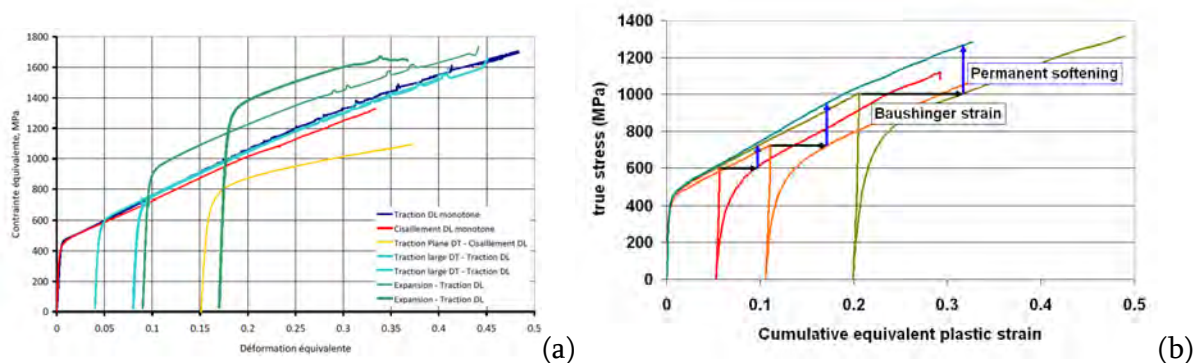 Contrainte équivalente, MPa
1800
1600
1400
1200
1000
800
600
400
200
0
0
0.05
0.1
0.15
0.2
0.25
0.3
0.35
0.4
0.45
0.5
Déformation équivalente
Traction DL monotone
Cisaillement DL monotone
Traction Plane DT - Cisaillement DL
Traction large DT - Traction DL
Traction large DT - Traction DL
Expansion - Traction DL
Expansion - Traction DL
(a)
true stress (MPa)
1400
1200
1000
800
600
400
200
0
0
0.1
0.2
0.3
0.4
0.5
Cumulative equivalent plastic strain
Permanent softening
Baushinger strain
(b)